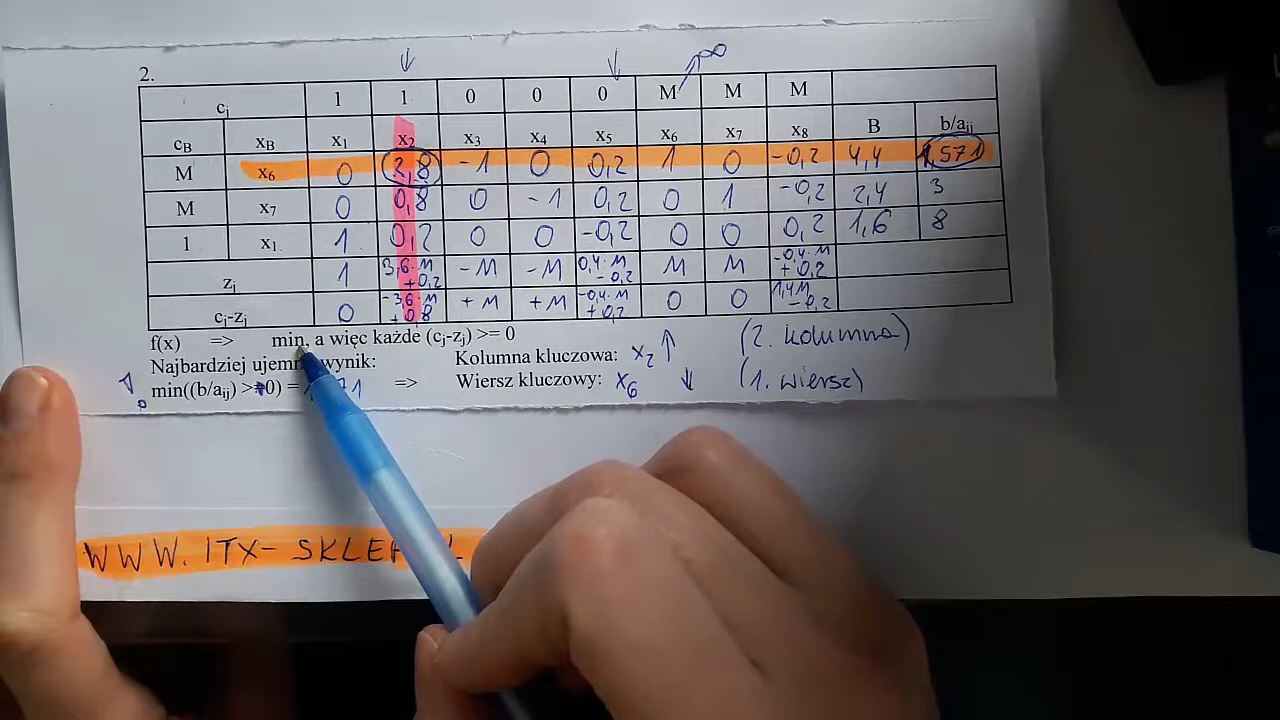 2.
cj 1 1 0 0 0 M → ∞ M M
cB xB x1 x2 x3 x4 x5 x6 x7 x8 B b/aij
M x6 0 2,8 -1 0 0,2 1 0 -0,2 4,4 1,571
M x7 0 0,8 0 -1 0,2 0 1 -0,2 2,4 3
1 x1 1 0,2 0 0 -0,2 0 0 0,2 1,6 8
zj 1 3,6·M +0,2 -M -M 0,4·M -0,2 M M -0,4·M +0,2
cj-zj 0 -3,6·M +0,8 +M +M -0,4·M +0,2 0 0 1,4M -0,2
f(x) => min, a więc każde (cj-zj) >= 0 (2. kolumna)
Najbardziej ujemny wynik: Kolumna kluczowa: x2 ↑
min((b/aij) > 0) = => Wiersz kluczowy: x6 ↓ (1. wiersz)
WWW.ITX-